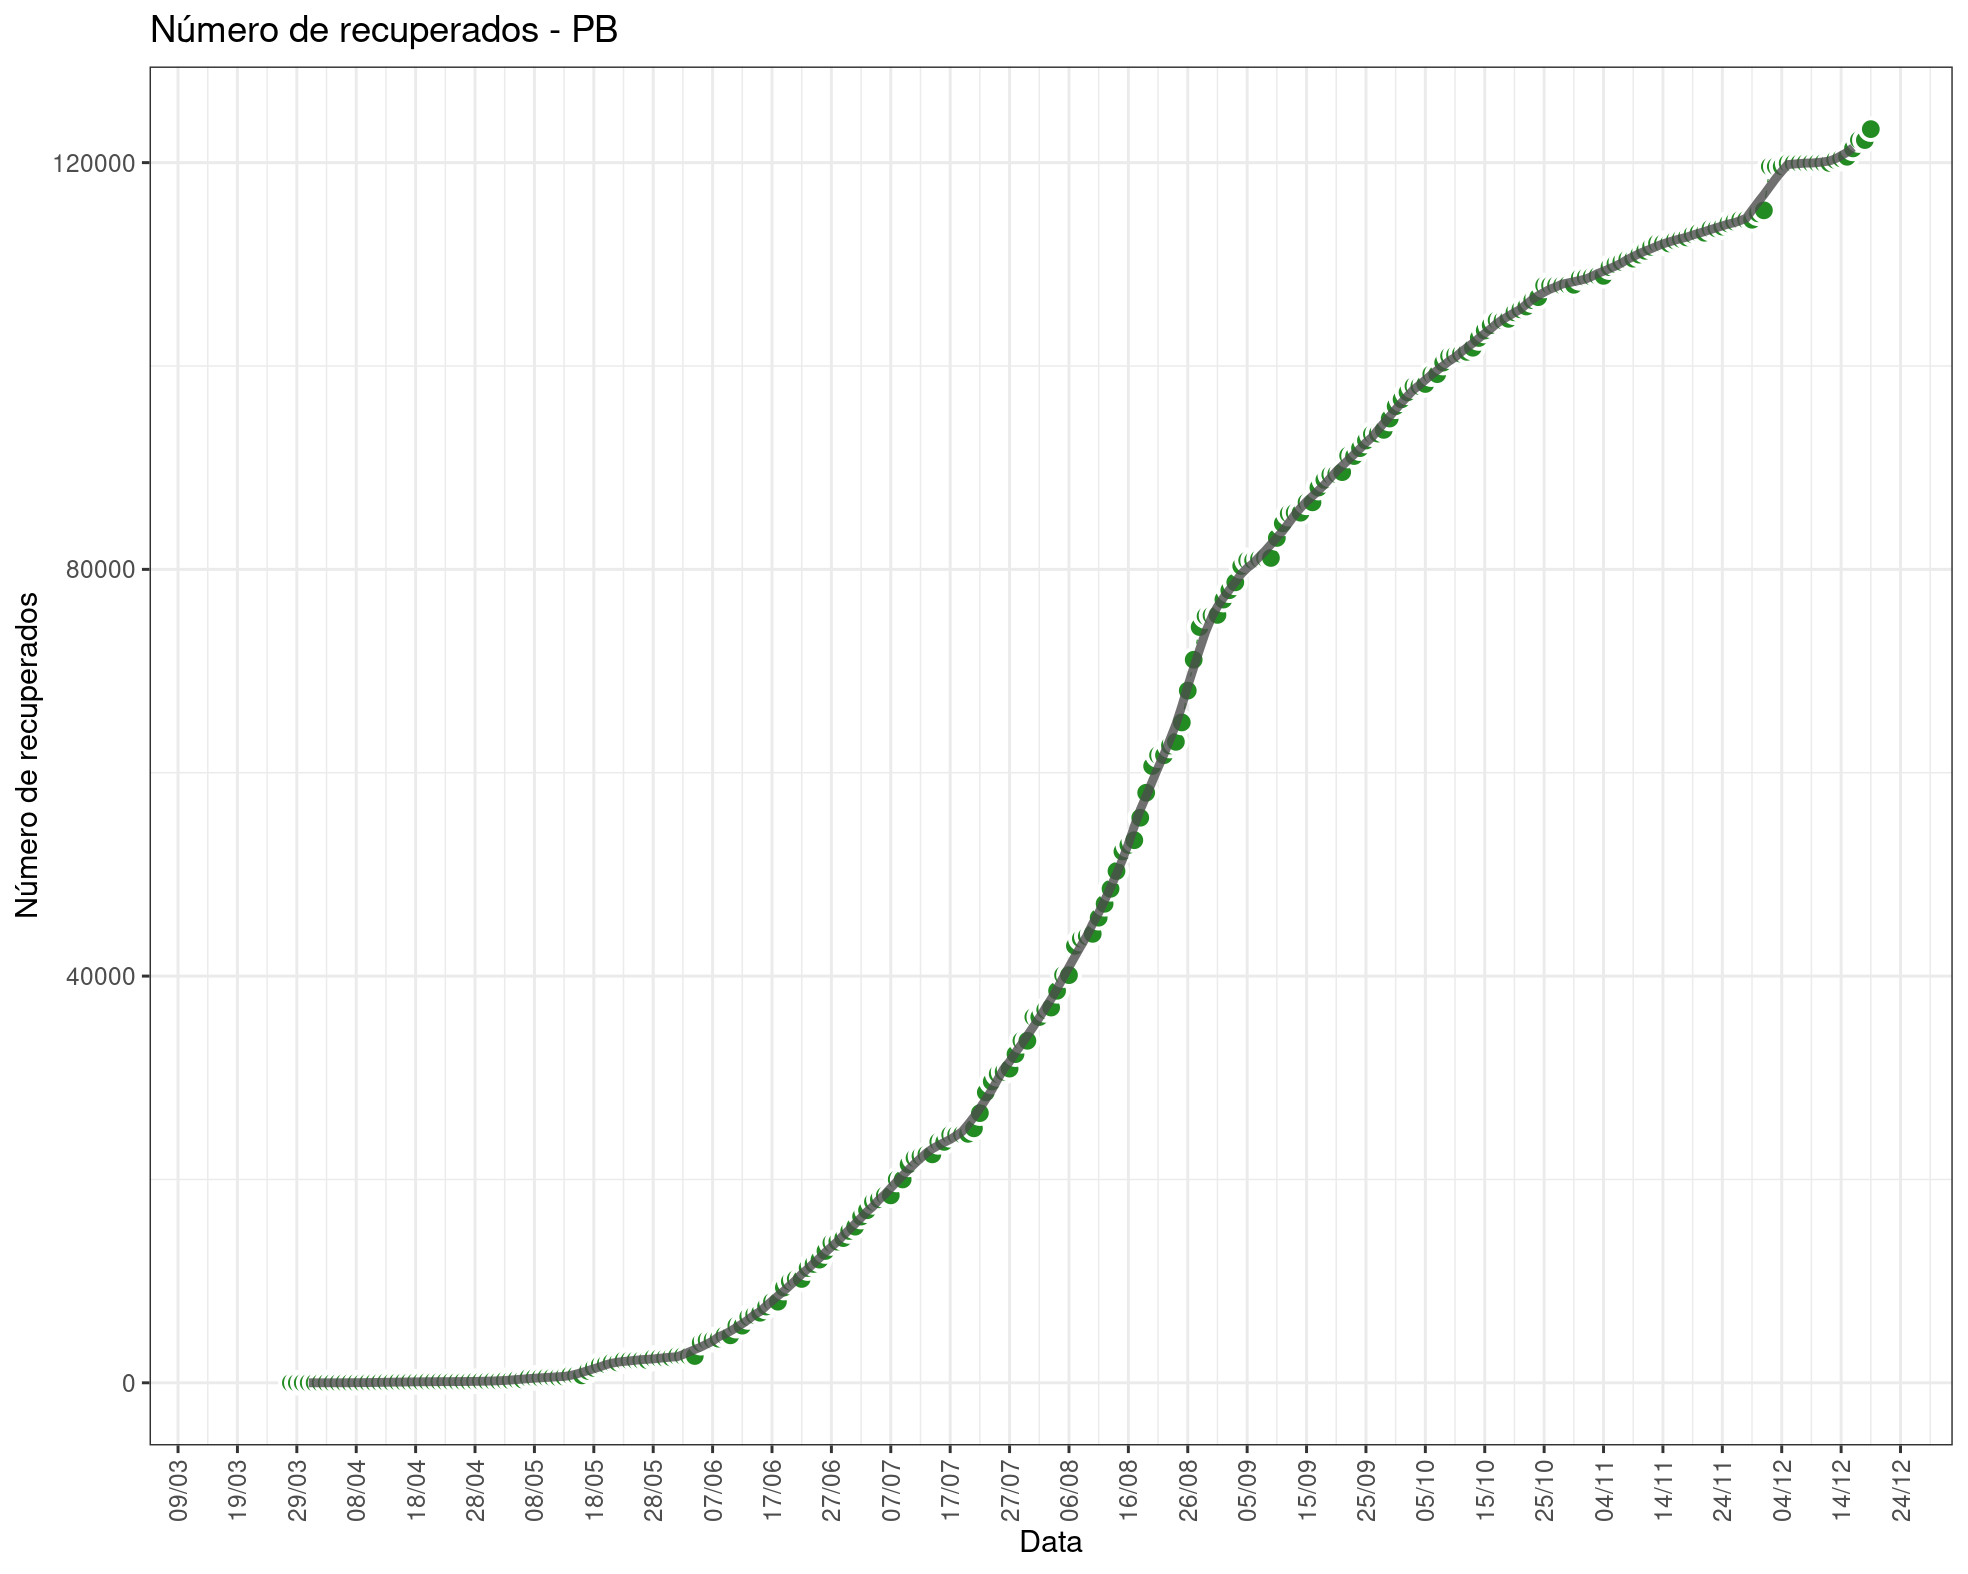 Número de recuperados - PB
Número de recuperados
120000
80000
40000
0
09/03 19/03 29/03 08/04 18/04 28/04 08/05 18/05 28/05 07/06 17/06 27/06 07/07 17/07 27/07 06/08 16/08 26/08 05/09 15/09 25/09 05/10 15/10 25/10 04/11 14/11 24/11 04/12 14/12 24/12
Data